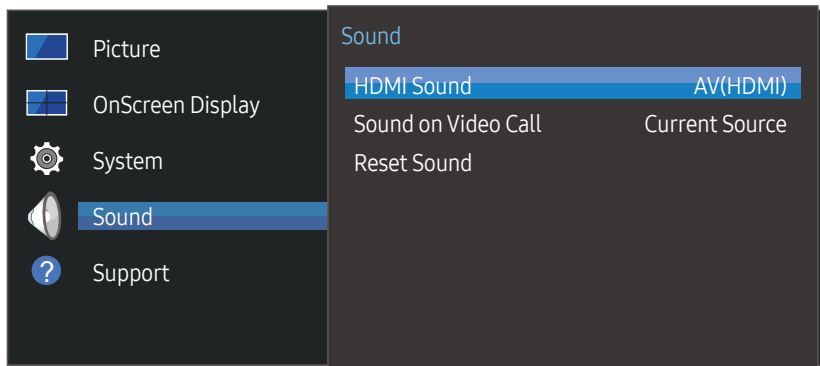 Picture
OnScreen Display
System
Sound
Support
Sound
HDMI Sound AV(HDMI)
Sound on Video Call Current Source
Reset Sound